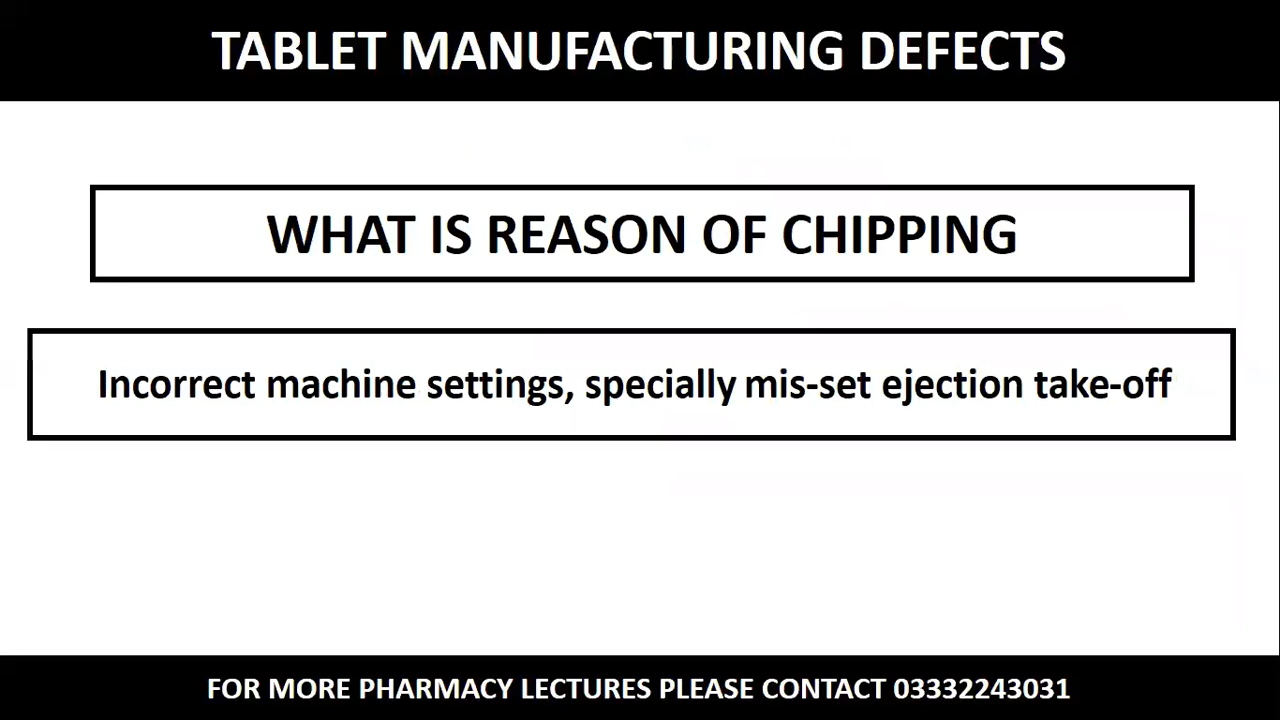 TABLET MANUFACTURING DEFECTS
WHAT IS REASON OF CHIPPING
Incorrect machine settings, specially mis-set ejection take-off
FOR MORE PHARMACY LECTURES PLEASE CONTACT 03332243031